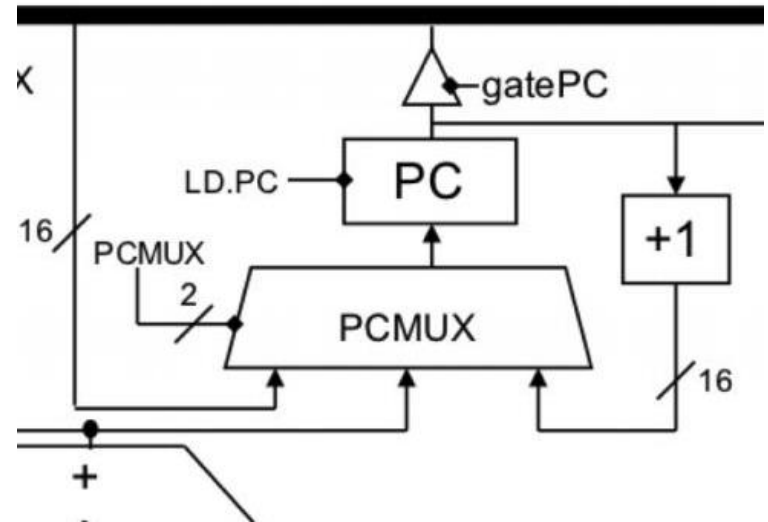 X
gatePC
LD.PC
PC
16
PCMUX
+1
2
PCMUX
16
+